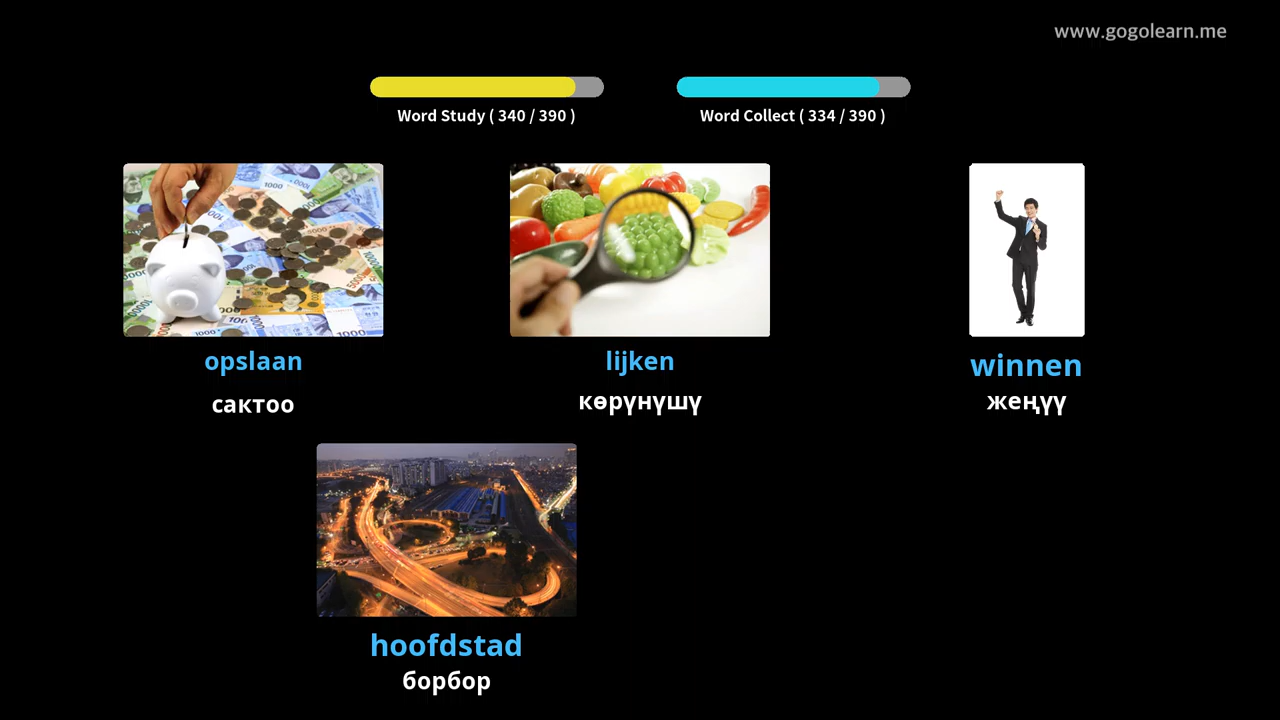 www.gogolearn.me
Word Study ( 340 / 390 )
Word Collect ( 334 / 390 )
opslaan
сактоо
lijken
көрүнүшү
winnen
жеңүү
hoofdstad
борбор